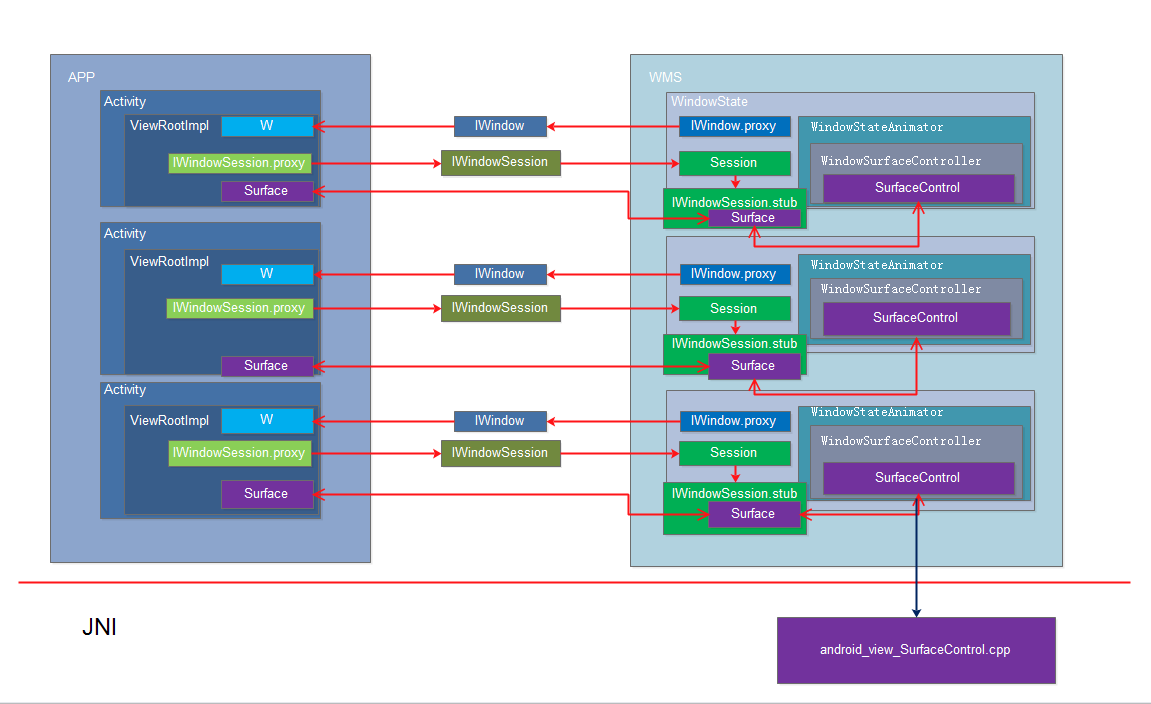 APP
WMS
Activity
WindowState
ViewRootImpl
W
IWindow
IWindow.proxy
WindowStateAnimator
IWindowSession.proxy
IWindowSession
Session
WindowSurfaceController
Surface
IWindowSession.stub
Surface
SurfaceControl
Activity
ViewRootImpl
W
IWindow
IWindow.proxy
WindowStateAnimator
IWindowSession.proxy
IWindowSession
Session
WindowSurfaceController
SurfaceControl
IWindowSession.stub
Surface
Surface
Activity
ViewRootImpl
W
IWindow
IWindow.proxy
WindowStateAnimator
IWindowSession.proxy
IWindowSession
Session
WindowSurfaceController
SurfaceControl
Surface
IWindowSession.stub
Surface
JNI
android_view_SurfaceControl.cpp